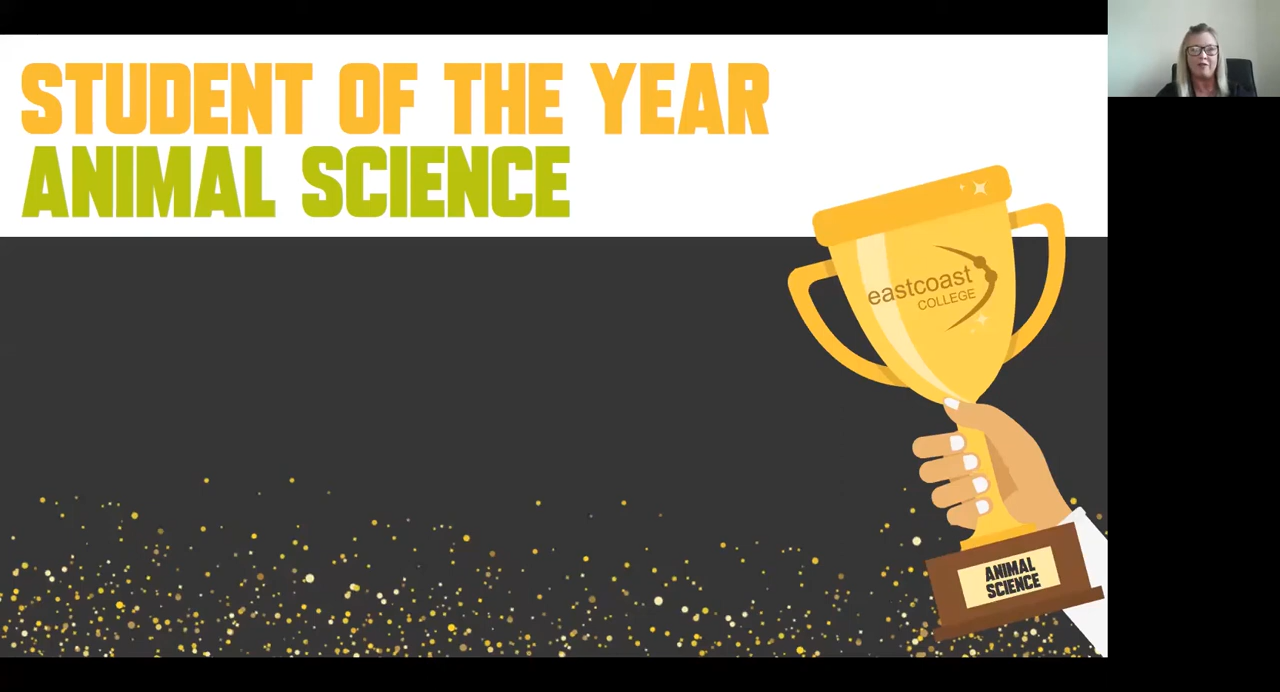 STUDENT OF THE YEAR
ANIMAL SCIENCE
eastcoast
COLLEGE
ANIMAL
SCIENCE